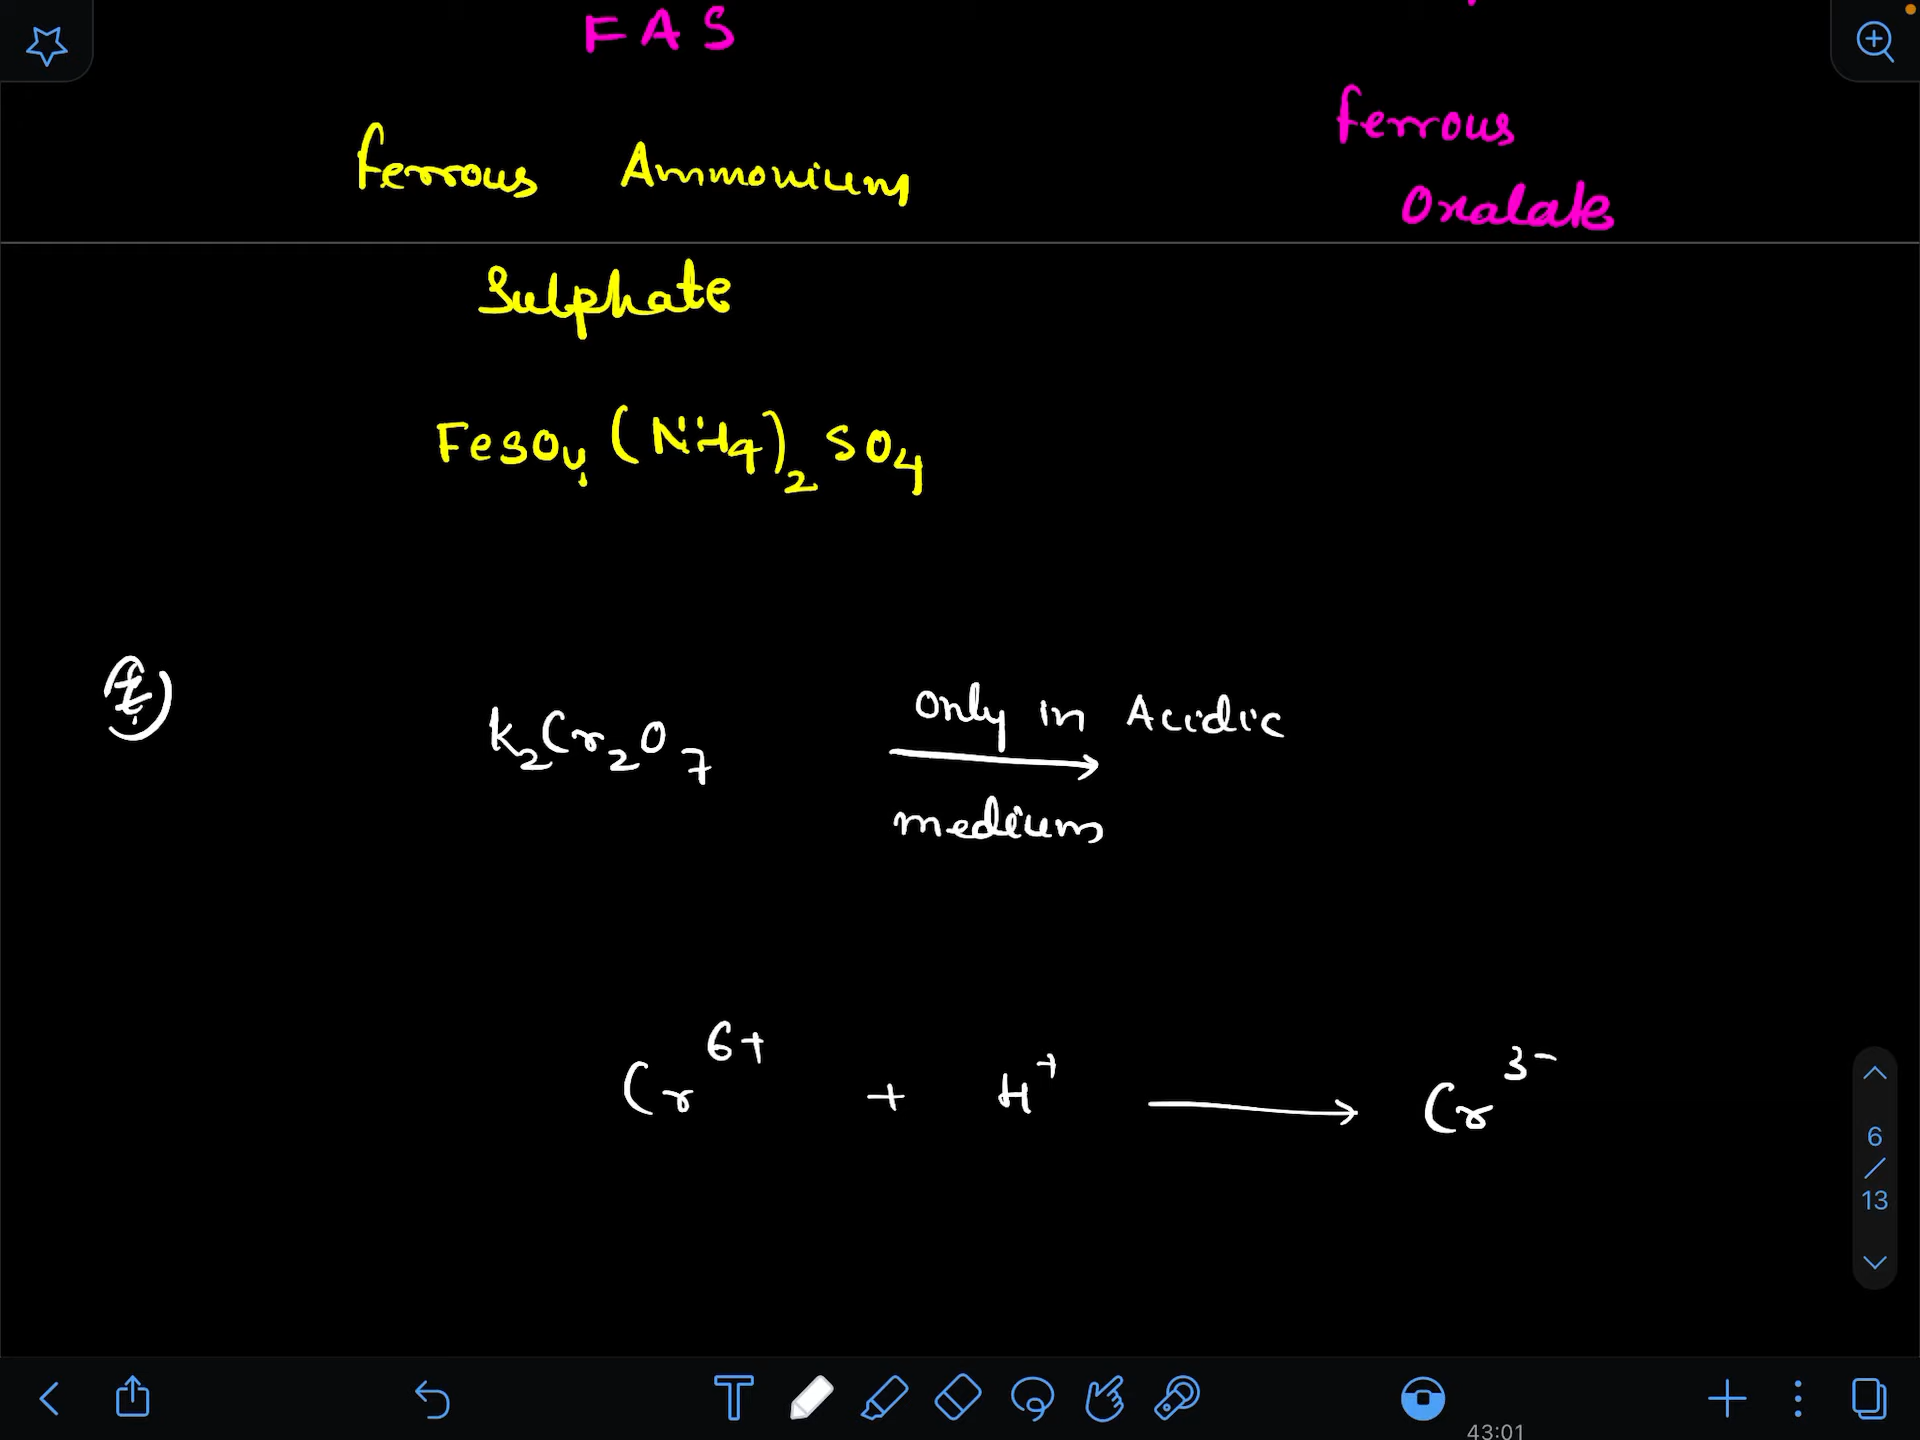 FAS
Ferrous Ammonium
Ferrous
Oxalate
Sulphate
FeSO4 (NH4)2 SO4
K2Cr2O7 Only in Acidic
medium
Cr6+ + H+ → Cr3-
6
/
13
T
43:01